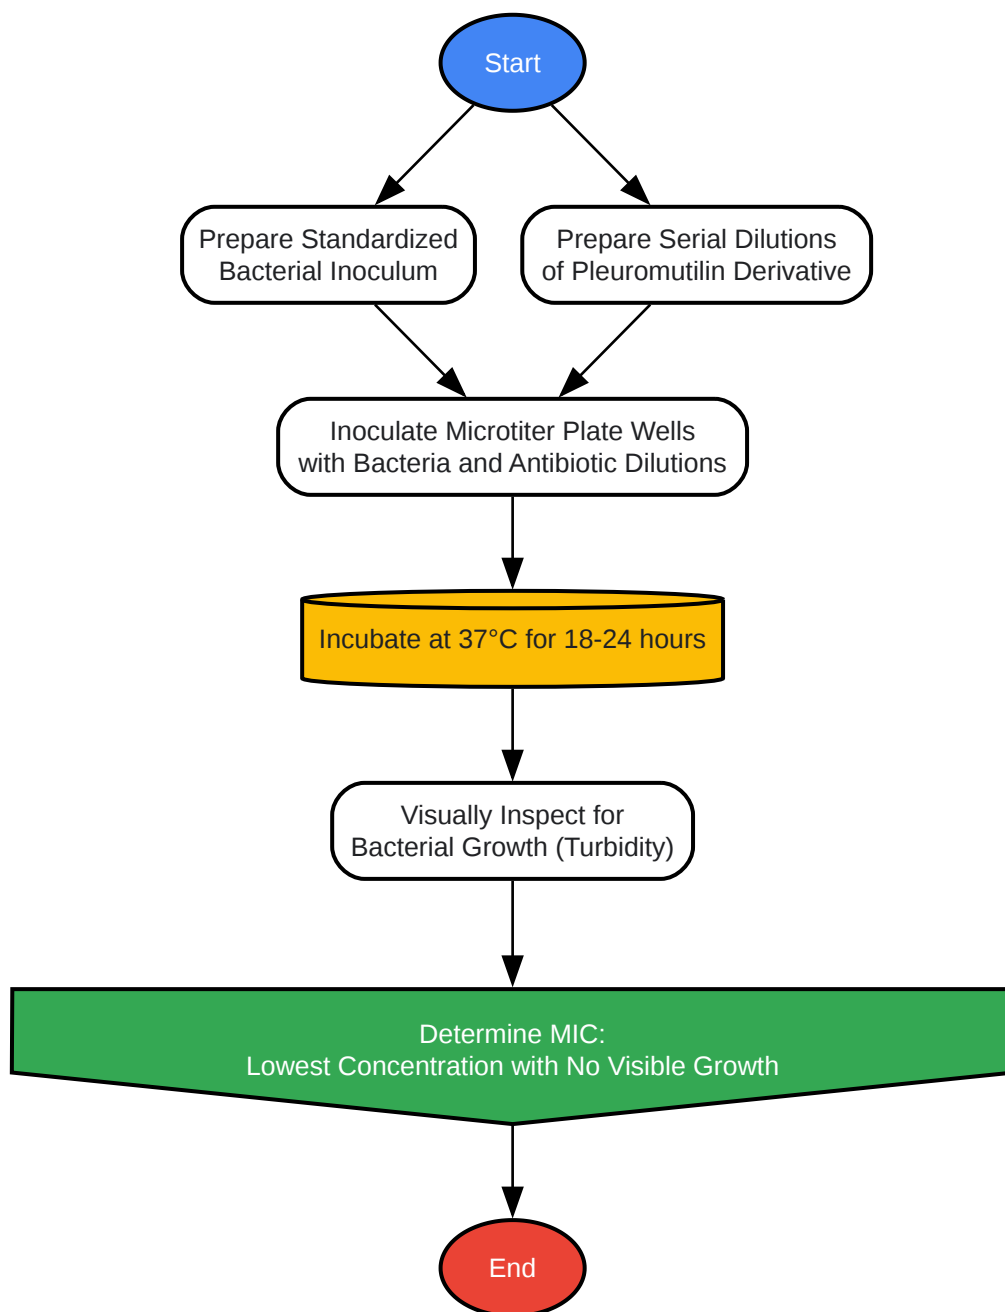 Start
Prepare Standardized
Bacterial Inoculum
Prepare Serial Dilutions
of Pleuromutilin Derivative
Inoculate Microtiter Plate Wells
with Bacteria and Antibiotic Dilutions
Incubate at 37°C for 18-24 hours
Visually Inspect for
Bacterial Growth (Turbidity)
Determine MIC:
Lowest Concentration with No Visible Growth
End